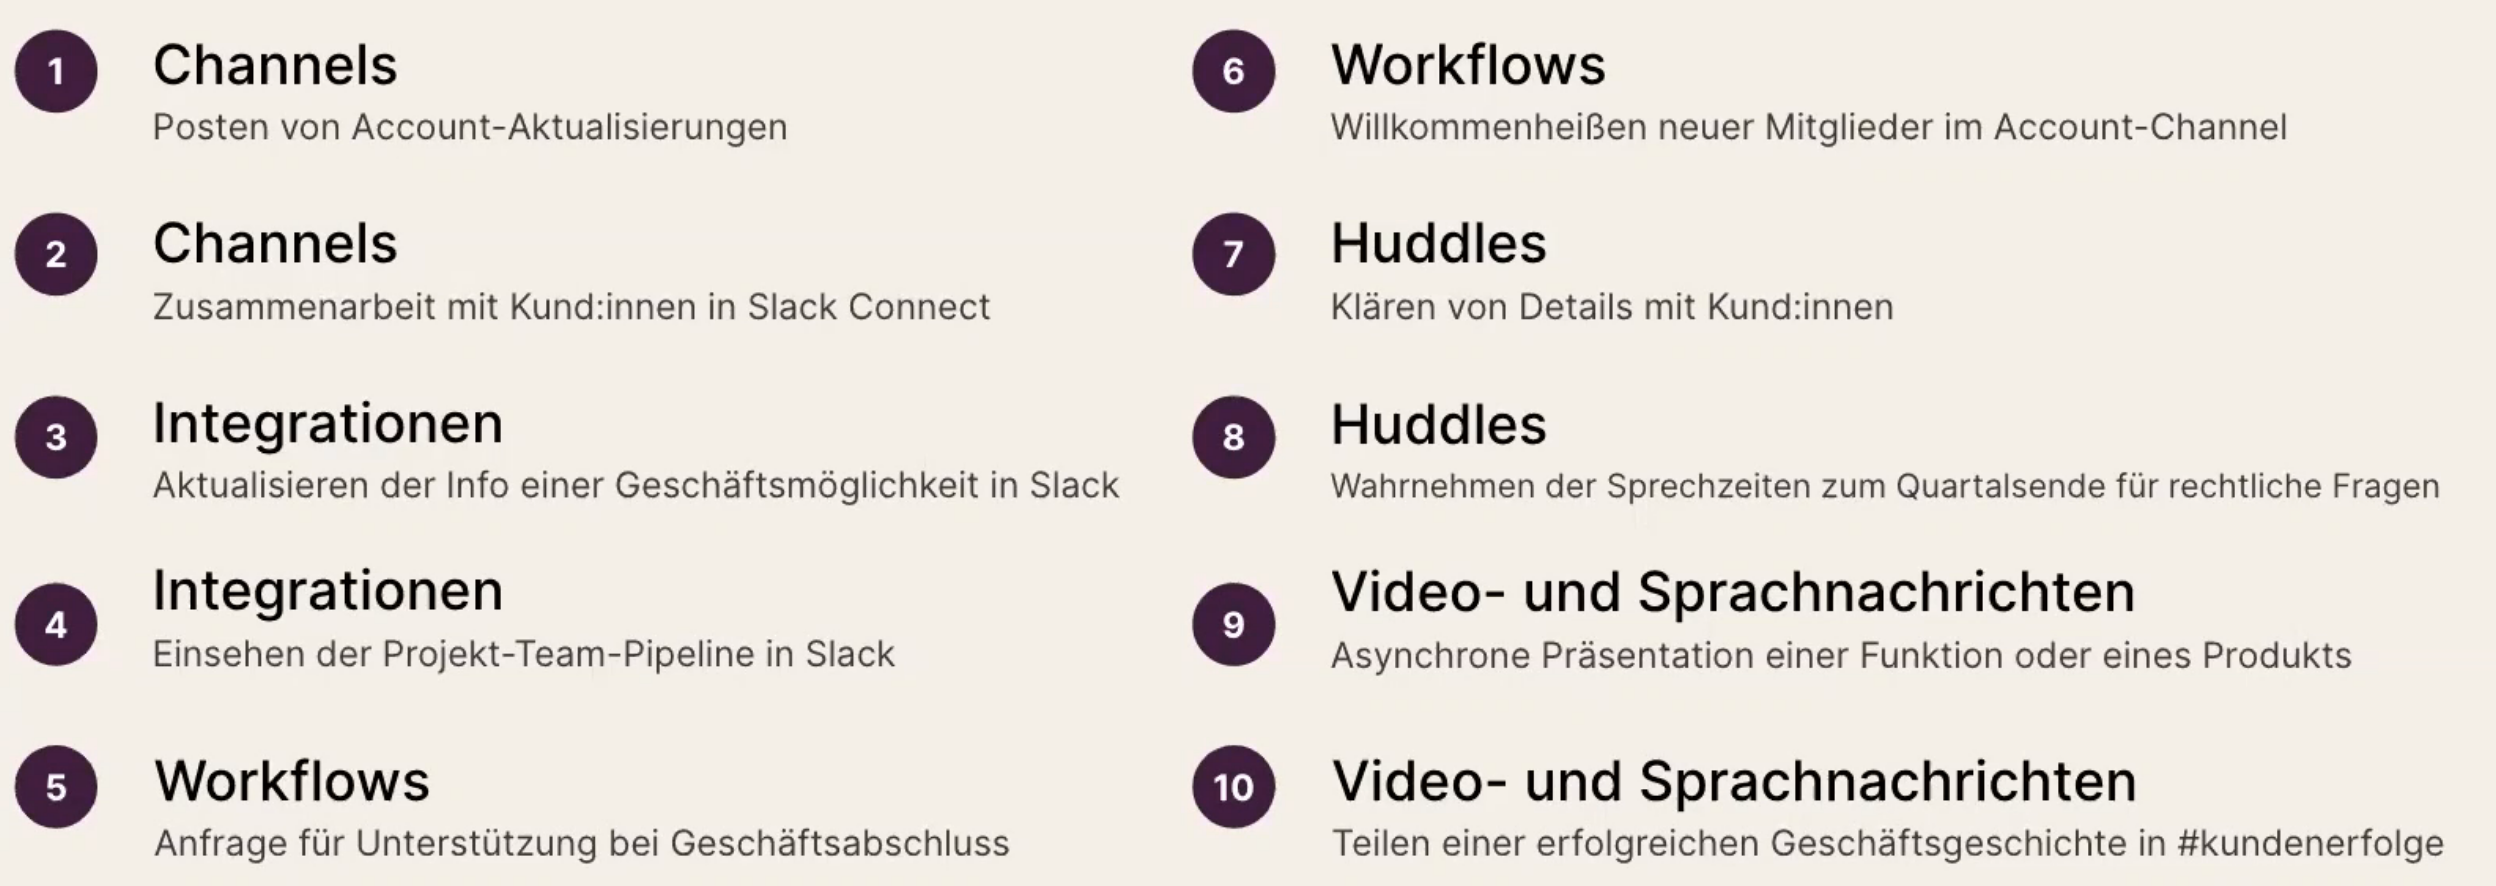 1
Channels
Posten von Account-Aktualisierungen
2
Channels
Zusammenarbeit mit Kund:innen in Slack Connect
3
Integrationen
Aktualisieren der Info einer Geschäftsmöglichkeit in Slack
4
Integrationen
Einsehen der Projekt-Team-Pipeline in Slack
5
Workflows
Anfrage für Unterstützung bei Geschäftsabschluss
6
Workflows
Willkommenheißen neuer Mitglieder im Account-Channel
7
Huddles
Klären von Details mit Kund:innen
8
Huddles
Wahrnehmen der Sprechzeiten zum Quartalsende für rechtliche Fragen
9
Video- und Sprachnachrichten
Asynchrone Präsentation einer Funktion oder eines Produkts
10
Video- und Sprachnachrichten
Teilen einer erfolgreichen Geschäftsgeschichte in #kundenerfolge